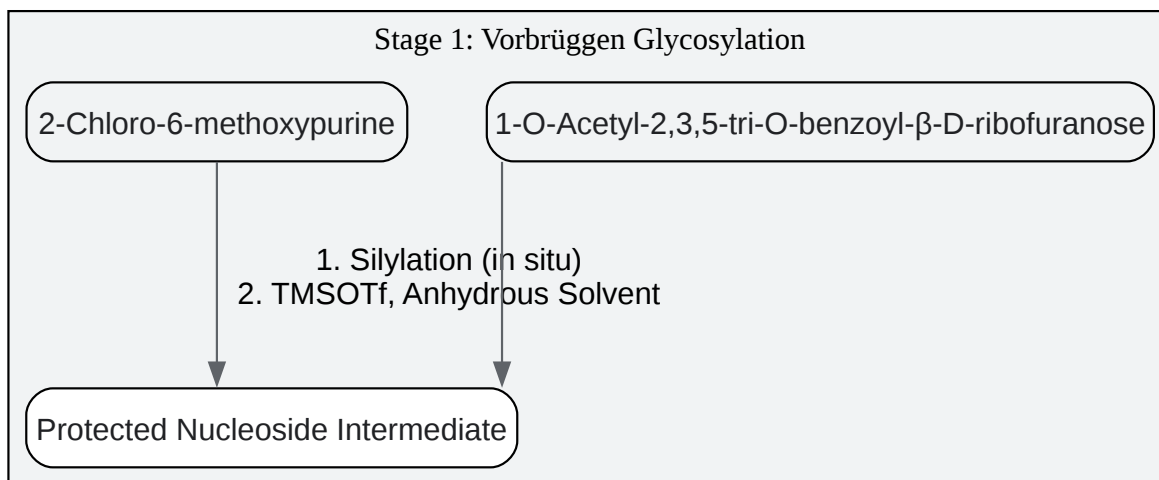 Stage 1: Vorbrüggen Glycosylation
2-Chloro-6-methoxypurine
1-O-Acetyl-2,3,5-tri-O-benzoyl-β-D-ribofuranose
1. Silylation (in situ)
2. TMSOTf, Anhydrous Solvent
Protected Nucleoside Intermediate